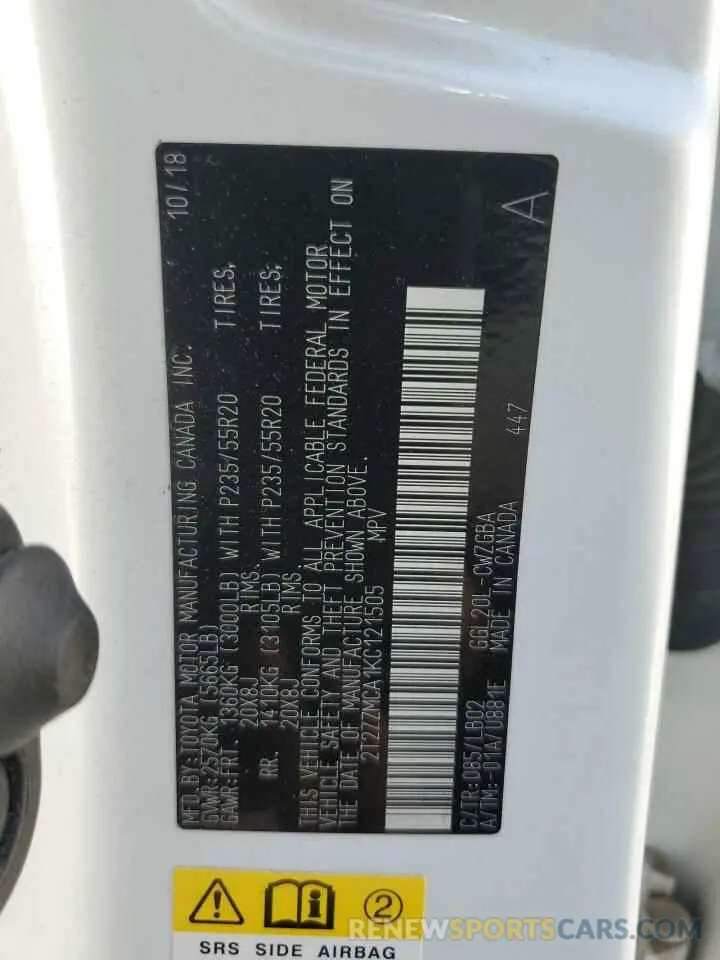 MFD.BY:TOYOTA MOTOR MANUFACTURING CANADA INC. 10/18
GVWR:2570KG (5665LB)
GAWR:FRT. 1360KG (3000LB) WITH P235/55R20 TIRES,
20X8J RIMS.
RR. 1410KG (3105LB) WITH P235/55R20 TIRES:
20X8J RIMS
THIS VEHICLE CONFORMS TO ALL APPLICABLE FEDERAL MOTOR
VEHICLE SAFETY AND THEFT PREVENTION STANDARDS IN EFFECT ON
THE DATE OF MANUFACTURE SHOWN ABOVE.
2T2ZZMCA1KC121505 MPV
C/TR:085/LB02 GGL20L-CWZGBA 447
A/TM:-01A/U881E MADE IN CANADA
A
2
SRS SIDE AIRBAG
RENEWSPORTSCARS.COM